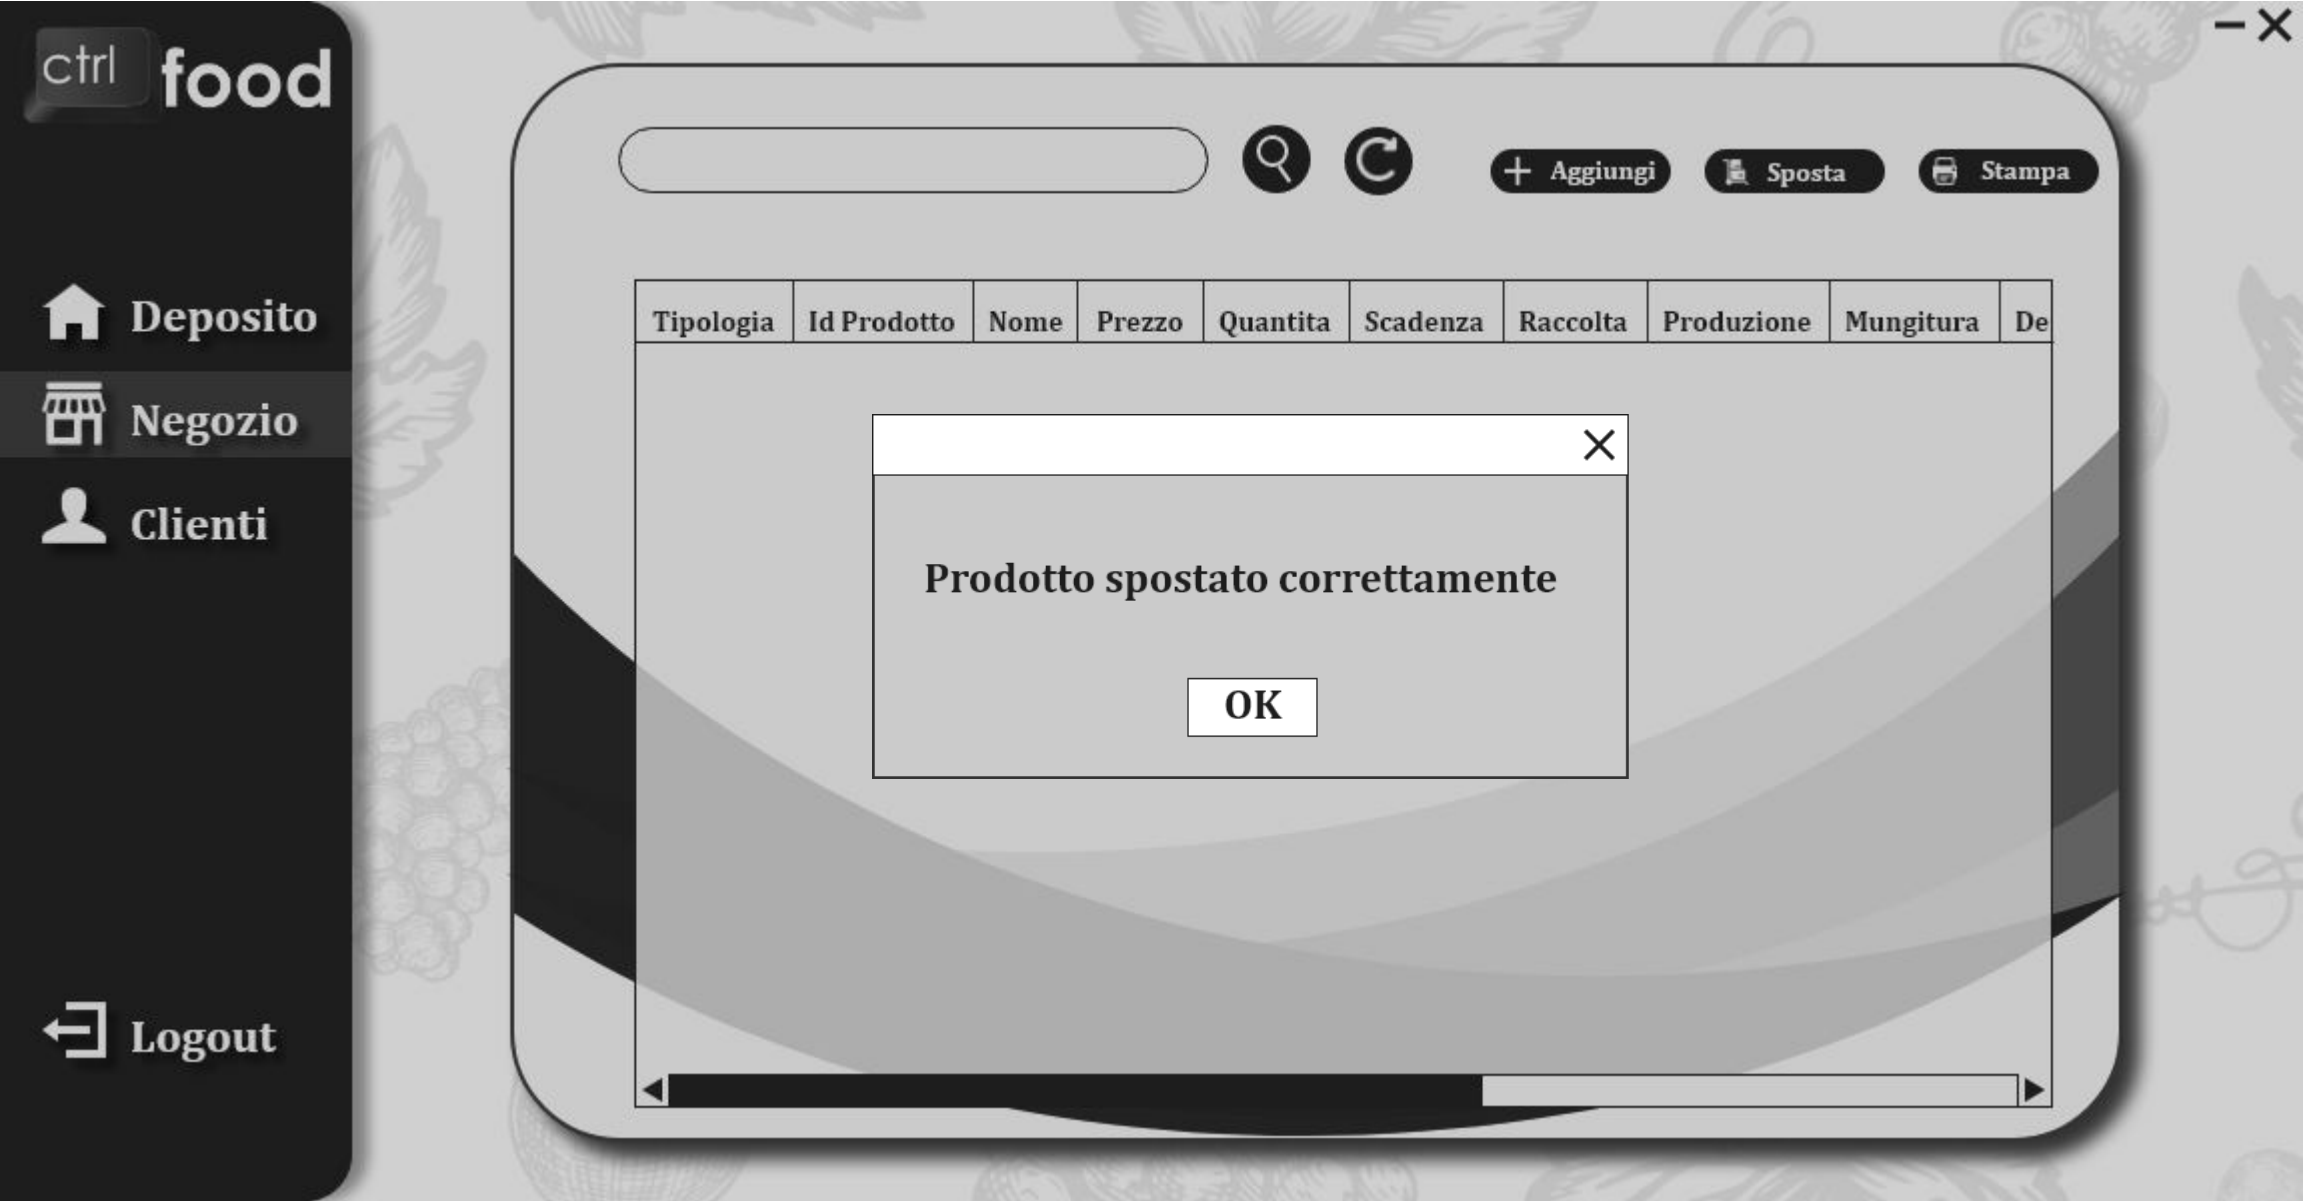 ctrl food
Aggiungi Sposta Stampa
Deposito
Negozio
Clienti
Logout
Tipologia Id Prodotto Nome Prezzo Quantita Scadenza Raccolta Produzione Mungitura De
Prodotto spostato correttamente
OK